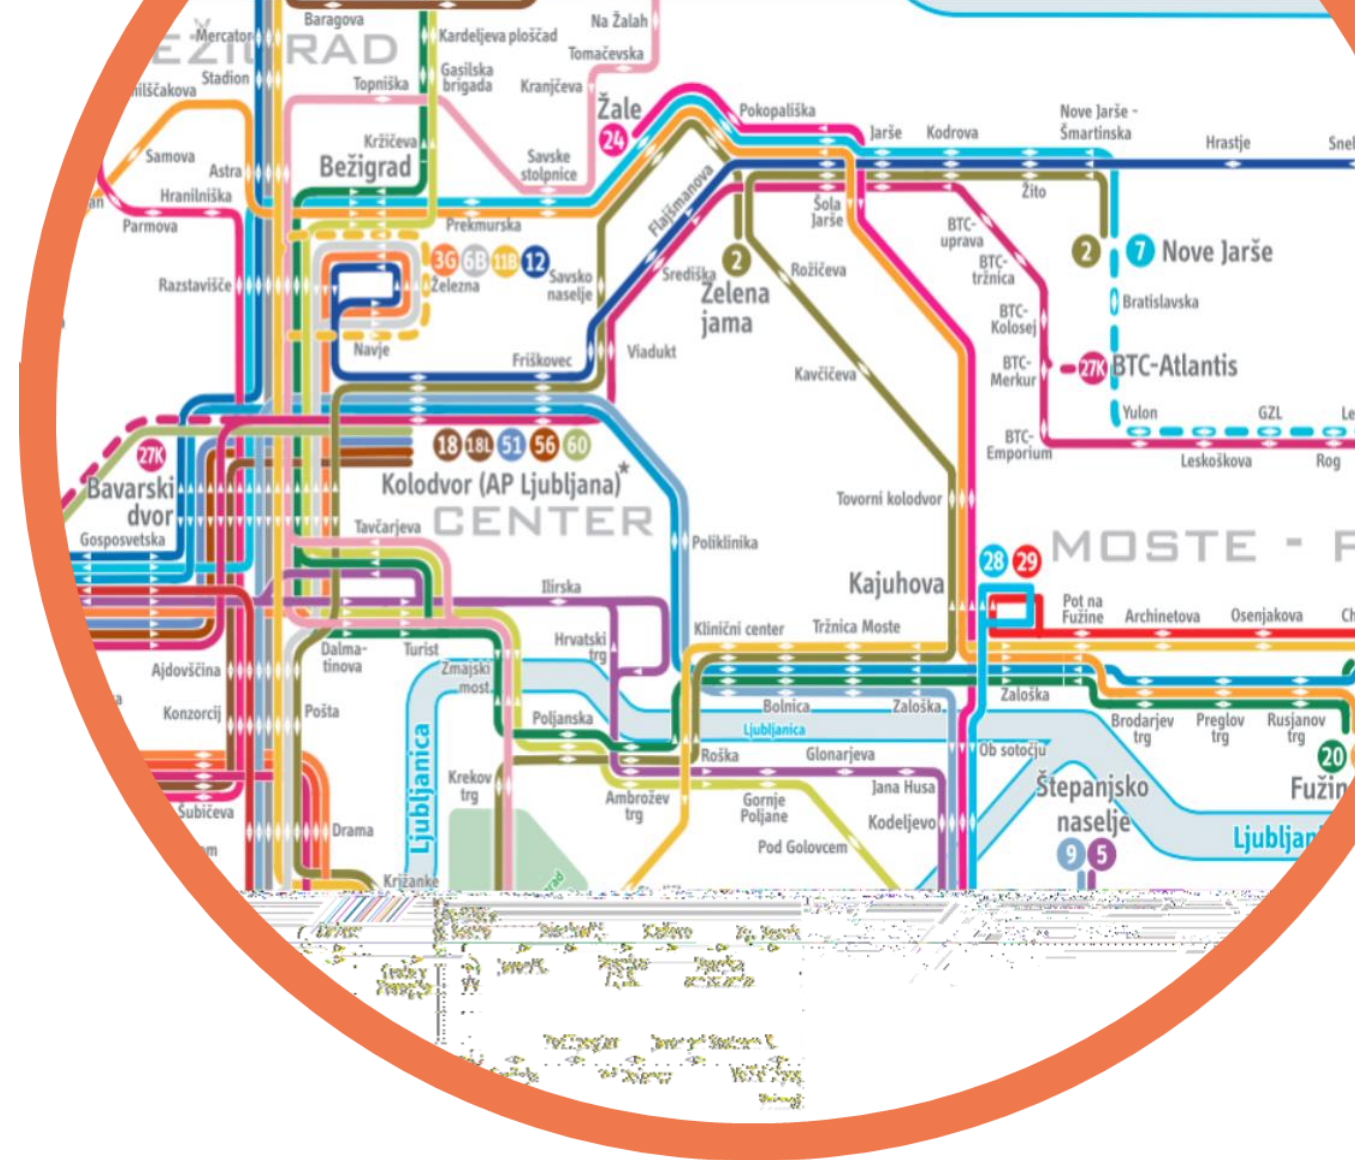 Baragova
Kardeljeva ploščad
Na Žalah
Mercator
RAD
Tomačevska
Stadion
Topniška
Gasilska
brigada
Kranjčeva
Žale
24
Pokopališka
Nove Jarše -
Šmartinska
Jarše
Kodrova
Hrastje
Križičeva
Bežigrad
Samova
Astra
Savske
stolpnice
Hranilniška
Parmova
Prekmurska
Flajšmanova
Šola
Jarše
Žito
BTC-
uprava
BTC-
tržnica
2
7
Nove Jarše
Razstavišče
3G
6B
11B
12
Železna
Savsko
naselje
Središka
2
Zelena
jama
Rožičeva
Bratislavska
BTC-
Kolosej
Navje
Friškovec
Viadukt
Kavčičeva
BTC-
Merkur
27K
BTC-Atlantis
Yulon
GZL
27K
18
18L
51
56
60
BTC-
Emporium
Leskoškova
Rog
Bavarski
dvor
Kolodvor (AP Ljubljana)*
CENTER
Tovorni kolodvor
Gosposvetska
Tavčarjeva
Poliklinika
MOSTE -
28
29
Ilirska
Kajuhova
Pot na
Fužine
Archinetova
Osenjakova
Klinični center
Tržnica Moste
Ajdovščina
Dalma-
tinova
Turist
Hrvatski
trg
Zmajski
most
Konzorcij
Pošta
Poljanska
Bolnica
Zaloška
Zaloška
Ljubljanica
Brodarjev
trg
Preglov
trg
Rusjanov
trg
Ljubljanica
Roška
Glonarjeva
Ob sotočju
20
Krekov
trg
Ambrožev
trg
Gornje
Poljane
Jana Husa
Štepanjsko
naselje
Šubičeva
Drama
Kodeljevo
Pod Golovcem
9
5
Križanke